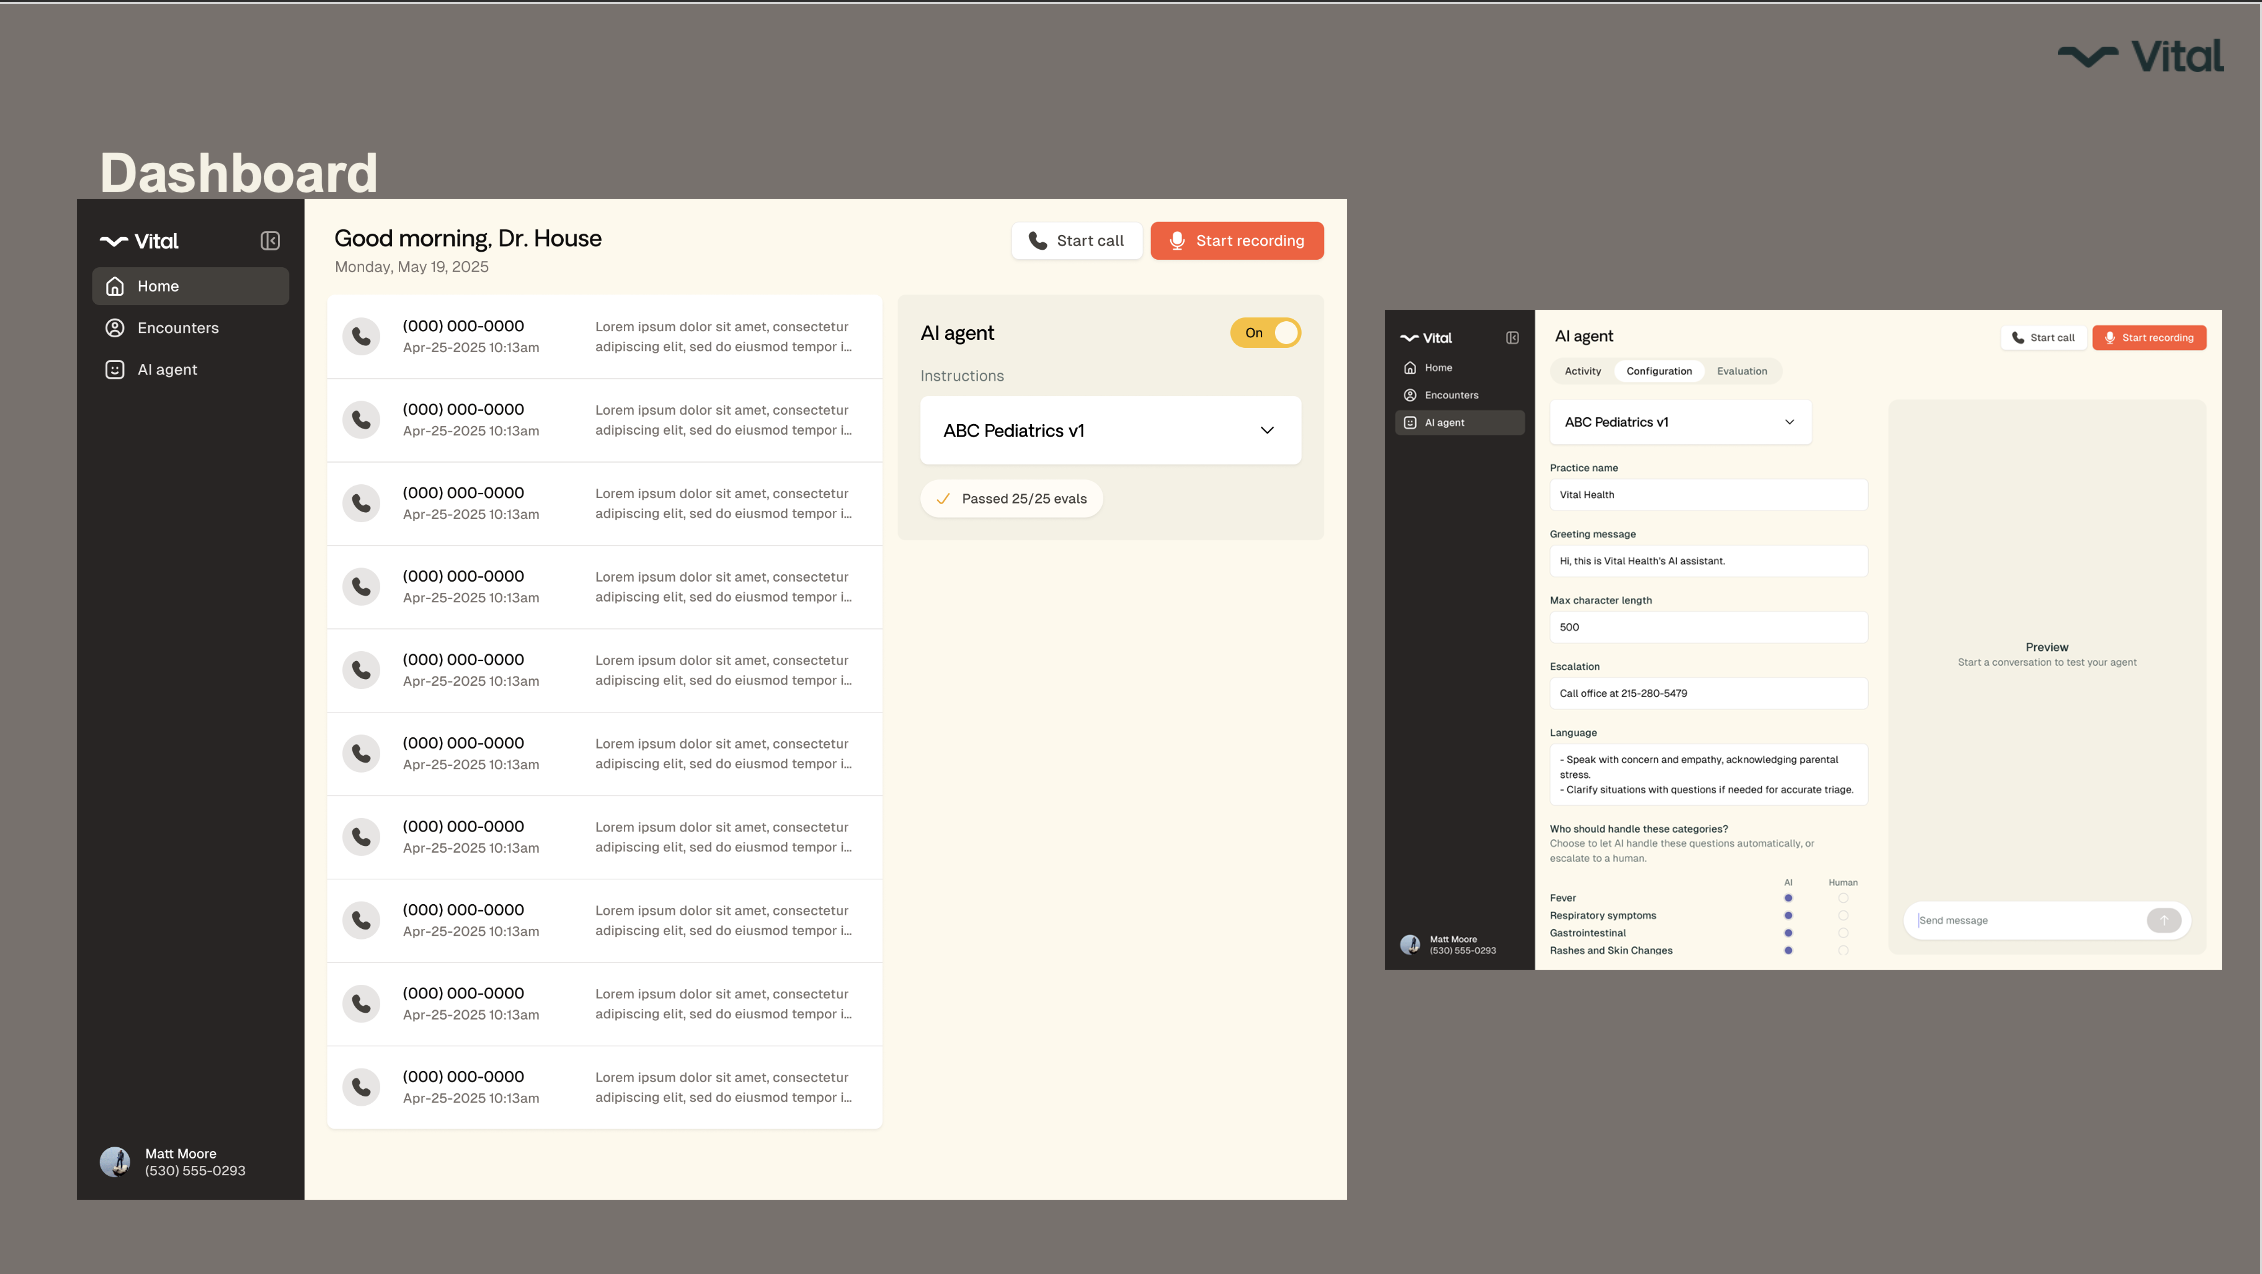 Vital
Dashboard
Vital
Home
Encounters
AI agent
Matt Moore
(530) 555-0293
Good morning, Dr. House
Monday, May 19, 2025
Start call
Start recording
(000) 000-0000
Apr-25-2025 10:13am
Lorem ipsum dolor sit amet, consectetur
adipiscing elit, sed do eiusmod tempor i...
(000) 000-0000
Apr-25-2025 10:13am
Lorem ipsum dolor sit amet, consectetur
adipiscing elit, sed do eiusmod tempor i...
(000) 000-0000
Apr-25-2025 10:13am
Lorem ipsum dolor sit amet, consectetur
adipiscing elit, sed do eiusmod tempor i...
(000) 000-0000
Apr-25-2025 10:13am
Lorem ipsum dolor sit amet, consectetur
adipiscing elit, sed do eiusmod tempor i...
(000) 000-0000
Apr-25-2025 10:13am
Lorem ipsum dolor sit amet, consectetur
adipiscing elit, sed do eiusmod tempor i...
(000) 000-0000
Apr-25-2025 10:13am
Lorem ipsum dolor sit amet, consectetur
adipiscing elit, sed do eiusmod tempor i...
(000) 000-0000
Apr-25-2025 10:13am
Lorem ipsum dolor sit amet, consectetur
adipiscing elit, sed do eiusmod tempor i...
(000) 000-0000
Apr-25-2025 10:13am
Lorem ipsum dolor sit amet, consectetur
adipiscing elit, sed do eiusmod tempor i...
(000) 000-0000
Apr-25-2025 10:13am
Lorem ipsum dolor sit amet, consectetur
adipiscing elit, sed do eiusmod tempor i...
(000) 000-0000
Apr-25-2025 10:13am
Lorem ipsum dolor sit amet, consectetur
adipiscing elit, sed do eiusmod tempor i...
AI agent
On
Instructions
ABC Pediatrics v1
Passed 25/25 evals
Vital
Home
Encounters
AI agent
Matt Moore
(530) 555-0293
AI agent
Start call
Start recording
Activity
Configuration
Evaluation
ABC Pediatrics v1
Practice name
Vital Health
Greeting message
Hi, this is Vital Health's AI assistant.
Max character length
500
Escalation
Call office at 215-280-5479
Language
- Speak with concern and empathy, acknowledging parental
stress.
- Clarify situations with questions if needed for accurate triage.
Who should handle these categories?
Choose to let AI handle these questions automatically, or
escalate to a human.
AI Human
Fever
Respiratory symptoms
Gastrointestinal
Rashes and Skin Changes
Preview
Start a conversation to test your agent
Send message